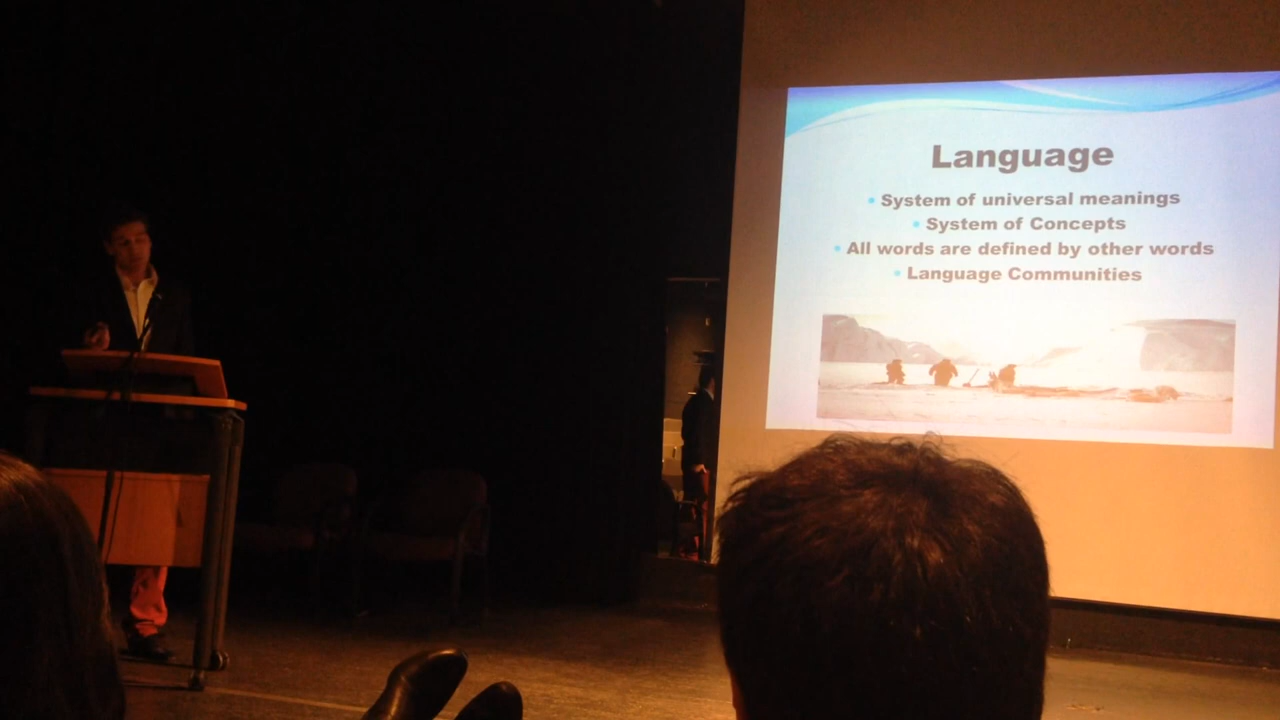 Language
• System of universal meanings
• System of Concepts
• All words are defined by other words
• Language Communities